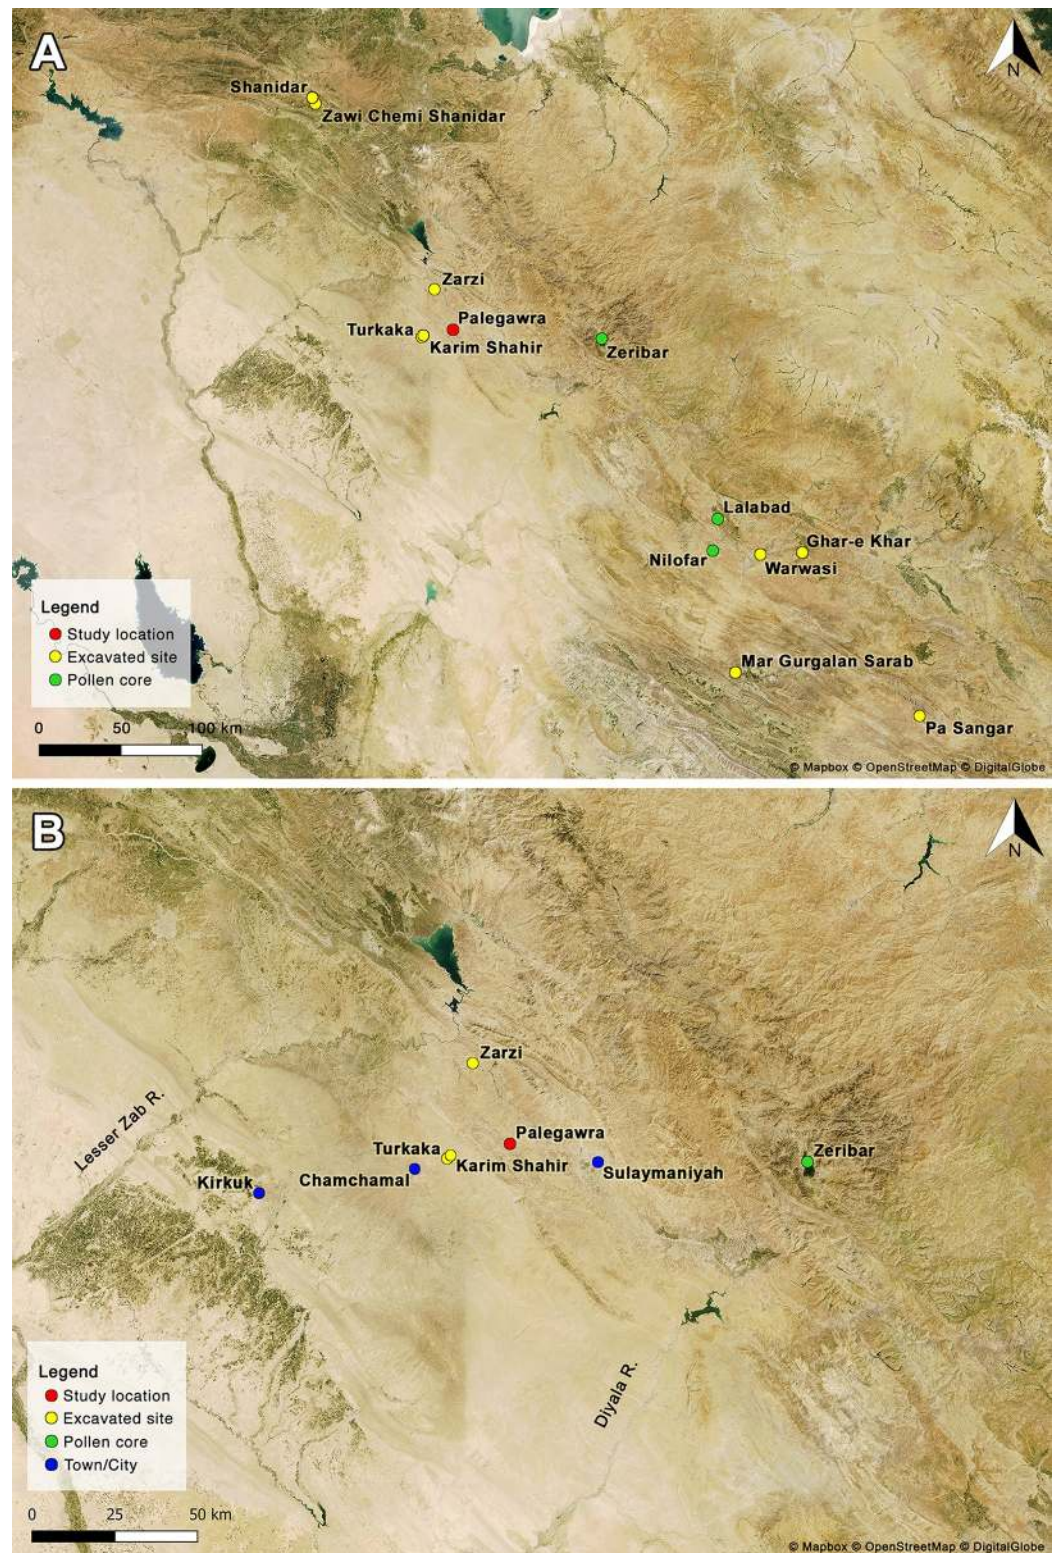 A
N
Shanidar
Zawi Chemi Shanidar
Zarzi
Palegawra
Turkaka
Karim Shahir
Zeribar
Lalabad
Ghar-e Khar
Nilofar
Warwasi
Legend
Study location
Excavated site
Pollen core
Mar Gurgalan Sarab
Pa Sangar
0 50 100 km
© Mapbox © OpenStreetMap © DigitalGlobe
B
N
Zarzi
Lesser Zab R.
Palegawra
Turkaka
Karim Shahir
Zeribar
Chamchamal
Sulaymaniyah
Kirkuk
Diyala R.
Legend
Study location
Excavated site
Pollen core
Town/City
0 25 50 km
© Mapbox © OpenStreetMap © DigitalGlobe